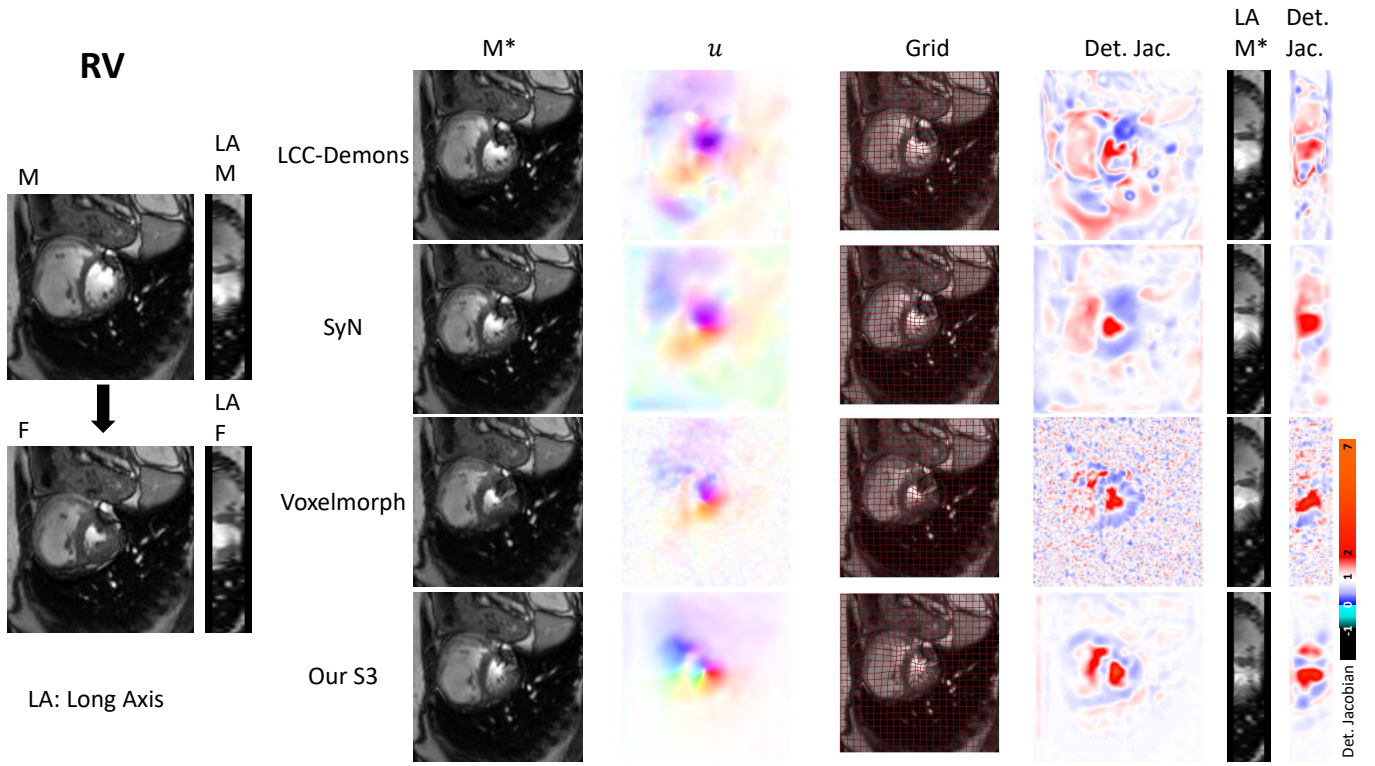 RV
M
LA
M
F
LA
F
LA: Long Axis
M*
u
Grid
Det. Jac.
LA
M*
Det.
Jac.
LCC-Demons
SyN
Voxelmorph
Our S3
7
2
1
0
-1
Det. Jacobian